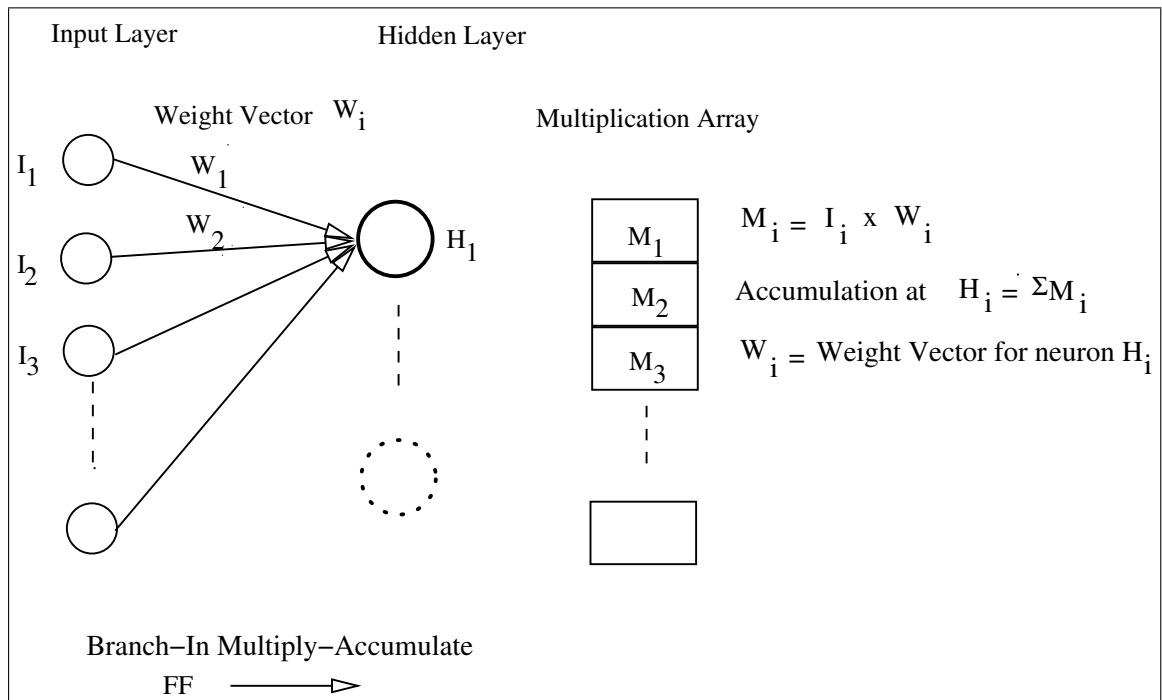 Input Layer
Hidden Layer
Weight Vector W_i
Multiplication Array
I_1
W_1
W_2
I_2
H_1
I_3
M_1
M_2
M_3
M_i = I_i x W_i
Accumulation at H_i = ΣM_i
W_i = Weight Vector for neuron H_i
Branch–In Multiply–Accumulate
FF